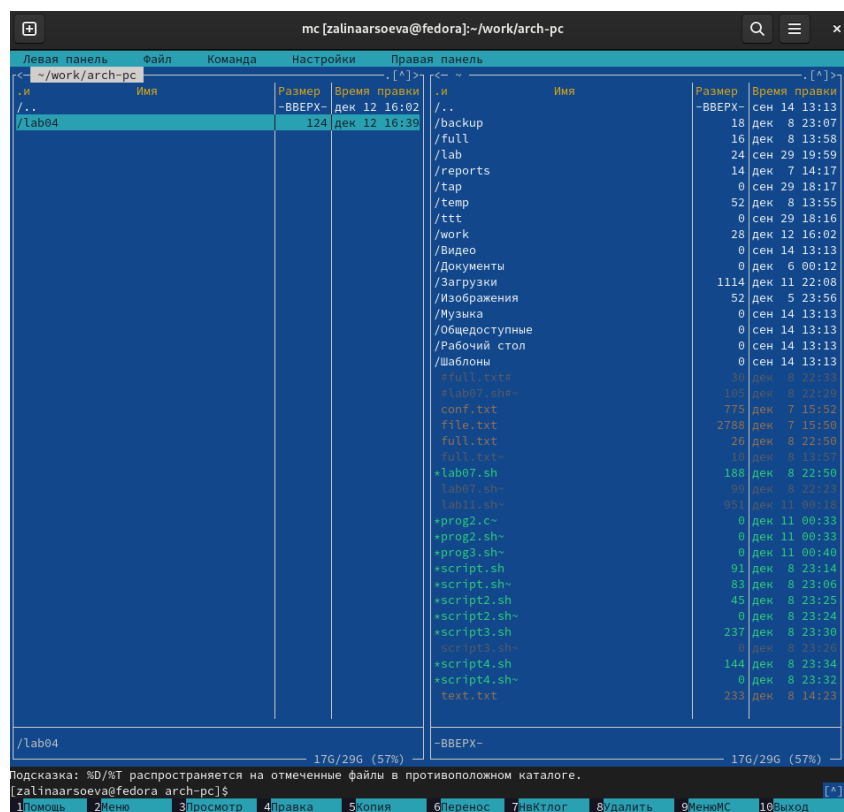 mc [zalinaarsoeva@fedora]:~/work/arch-pc
Левая панель Файл Команда Настройки Правая панель
<— ~/work/arch-pc .[^]> <— ~ .[^]>
.и Имя Размер Время правки .и Имя Размер Время правки
/.. -ВВЕРХ- дек 12 16:02 /.. -ВВЕРХ- сен 14 13:13
/lab04 124 дек 12 16:39 /backup 18 дек 8 23:07
/full 16 дек 8 13:58
/lab 24 сен 29 19:59
/reports 14 дек 7 14:17
/tap 0 сен 29 18:17
/temp 52 дек 8 13:55
/ttt 0 сен 29 18:16
/work 28 дек 12 16:02
/Видео 0 сен 14 13:13
/Документы 0 дек 6 00:12
/Загрузки 1114 дек 11 22:08
/Изображения 52 дек 5 23:56
/Музыка 0 сен 14 13:13
/Общедоступные 0 сен 14 13:13
/Рабочий стол 0 сен 14 13:13
/Шаблоны 0 сен 14 13:13
#full.txt# 30 дек 8 22:33
#lab07.sh#~ 105 дек 8 22:29
conf.txt 775 дек 7 15:52
file.txt 2788 дек 7 15:50
full.txt 26 дек 8 22:50
full.txt~ 10 дек 8 13:57
*lab07.sh 188 дек 8 22:50
lab07.sh~ 99 дек 8 22:23
lab11.sh~ 951 дек 11 00:18
*prog2.c~ 0 дек 11 00:33
*prog2.sh~ 0 дек 11 00:33
*prog3.sh~ 0 дек 11 00:40
*script.sh 91 дек 8 23:14
*script.sh~ 83 дек 8 23:06
*script2.sh 45 дек 8 23:25
*script2.sh~ 0 дек 8 23:24
*script3.sh 237 дек 8 23:30
script3.sh~ 0 дек 8 23:26
*script4.sh 144 дек 8 23:34
*script4.sh~ 0 дек 8 23:32
text.txt 233 дек 8 14:23
/lab04 -ВВЕРХ-
17G/29G (57%) 17G/29G (57%)
Подсказка: %D/%T распространяется на отмеченные файлы в противоположном каталоге.
[zalinaarsoeva@fedora arch-pc]$ [^]
1Помощь 2Меню 3Просмотр 4Правка 5Копия 6Перенос 7НвКтлог 8Удалить 9МенюMC 10Выход